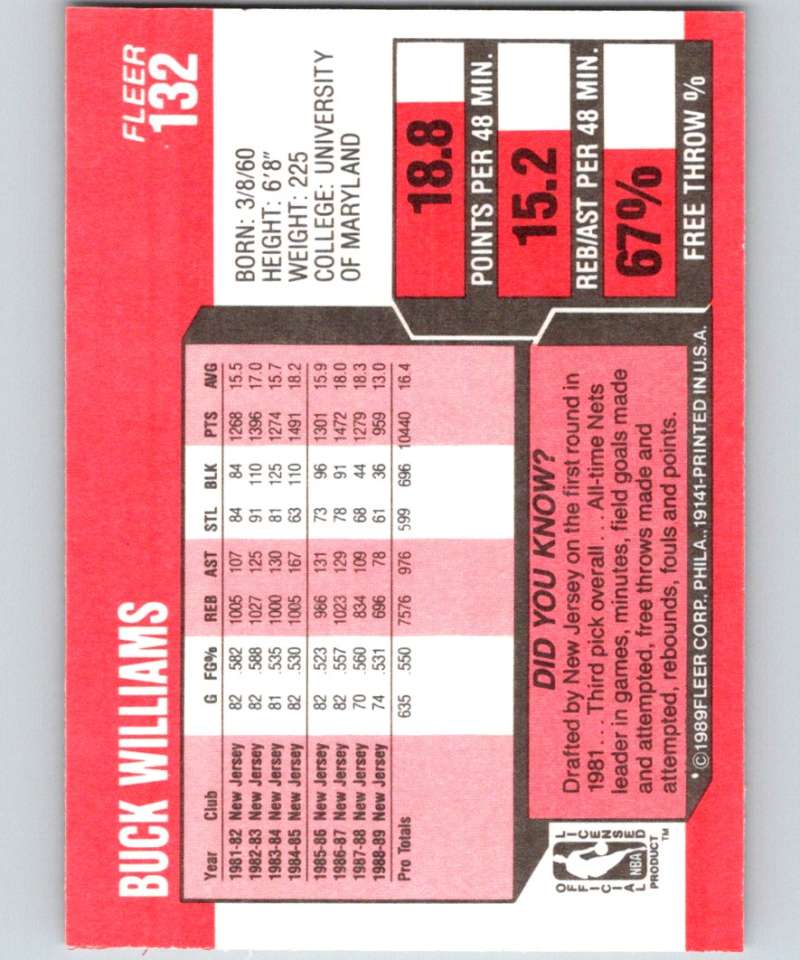 FLEER
132
BUCK WILLIAMS
BORN: 3/8/60
HEIGHT: 6'8"
WEIGHT: 225
COLLEGE: UNIVERSITY
OF MARYLAND
Year Club G FG% REB AST STL BLK PTS AVG
1981-82 New Jersey 82 .582 1005 107 84 84 1268 15.5
1982-83 New Jersey 82 .588 1027 125 91 110 1396 17.0
1983-84 New Jersey 81 .535 1000 130 81 125 1274 15.7
1984-85 New Jersey 82 .530 1005 167 63 110 1491 18.2
1985-86 New Jersey 82 .523 986 131 73 96 1301 15.9
1986-87 New Jersey 82 .557 1023 129 78 91 1472 18.0
1987-88 New Jersey 70 .560 834 109 68 44 1279 18.3
1988-89 New Jersey 74 .531 696 78 61 36 959 13.0
Pro Totals 635 .550 7576 976 599 696 10440 16.4
18.8
POINTS PER 48 MIN.
15.2
REB/AST PER 48 MIN.
67%
FREE THROW %
DID YOU KNOW?
Drafted by New Jersey on the first round in
1981 . . . Third pick overall . . . All-time Nets
leader in games, minutes, field goals made
and attempted, free throws made and
attempted, rebounds, fouls and points.
OFFICIAL
LICENSED
NBA
PRODUCT™
©1989 FLEER CORP., PHILA., 19141-PRINTED IN U.S.A.